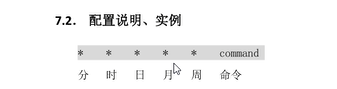 7.2. 配置说明、实例
* * * * * command
分 时 日 月 周 命令